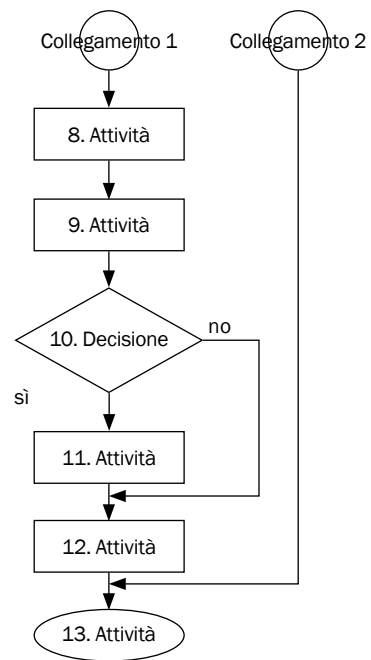 Collegamento 1
Collegamento 2
8. Attività
9. Attività
10. Decisione
no
sì
11. Attività
12. Attività
13. Attività